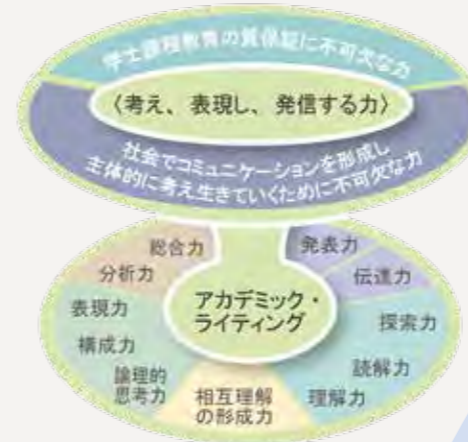 学士課程教育の質保証に不可欠な力
〈考え、表現し、発信する力〉
社会でコミュニケーションを形成し
主体的に考え生きていくために不可欠な力
総合力
分析力
表現力
構成力
論理的
思考力
相互理解
の形成力
アカデミック・
ライティング
発表力
伝達力
探索力
読解力
理解力